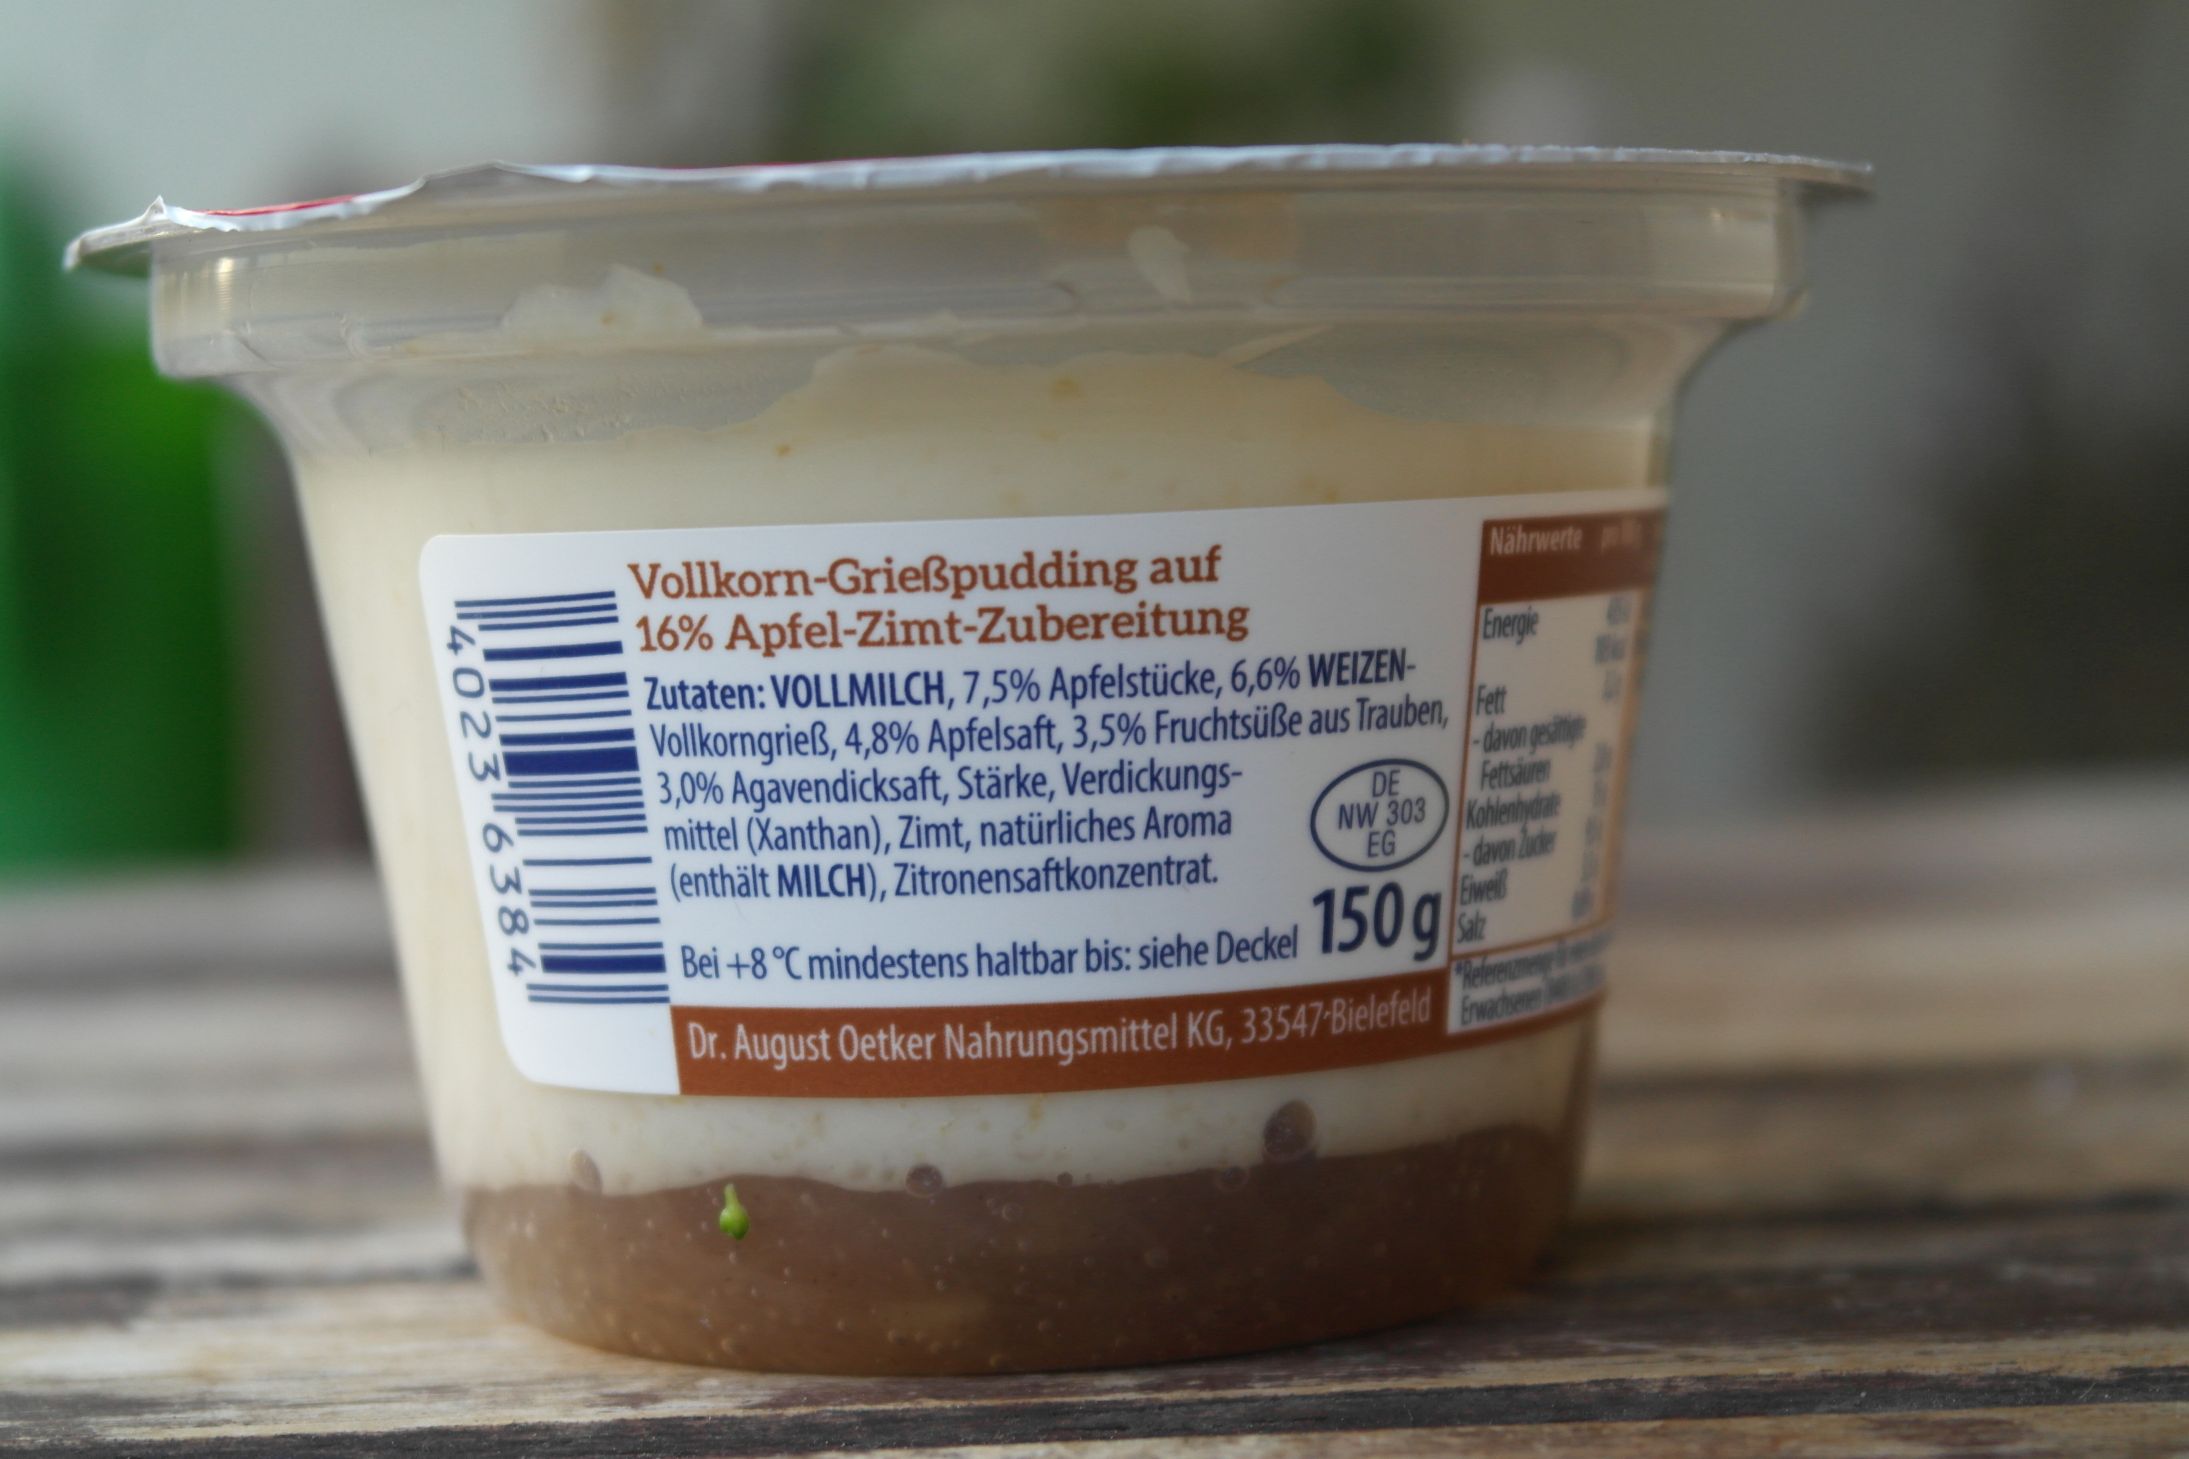 Vollkorn-Grießpudding auf
16% Apfel-Zimt-Zubereitung
Zutaten: VOLLMILCH, 7,5% Apfelstücke, 6,6% WEIZEN-
Vollkorngrieß, 4,8% Apfelsaft, 3,5% Fruchtsüße aus Trauben,
3,0% Agavendicksaft, Stärke, Verdickungs-
mittel (Xanthan), Zimt, natürliches Aroma
(enthält MILCH), Zitronensaftkonzentrat.
Bei +8 °C mindestens haltbar bis: siehe Deckel
150 g
DE
NW 303
EG
Dr. August Oetker Nahrungsmittel KG, 33547 Bielefeld
4023 6384
Nährwerte
Energie
Fett
- davon gesättigte
Fettsäuren
Kohlenhydrate
- davon Zucker
Eiweiß
Salz
*Referenzmenge
Erwachsenen